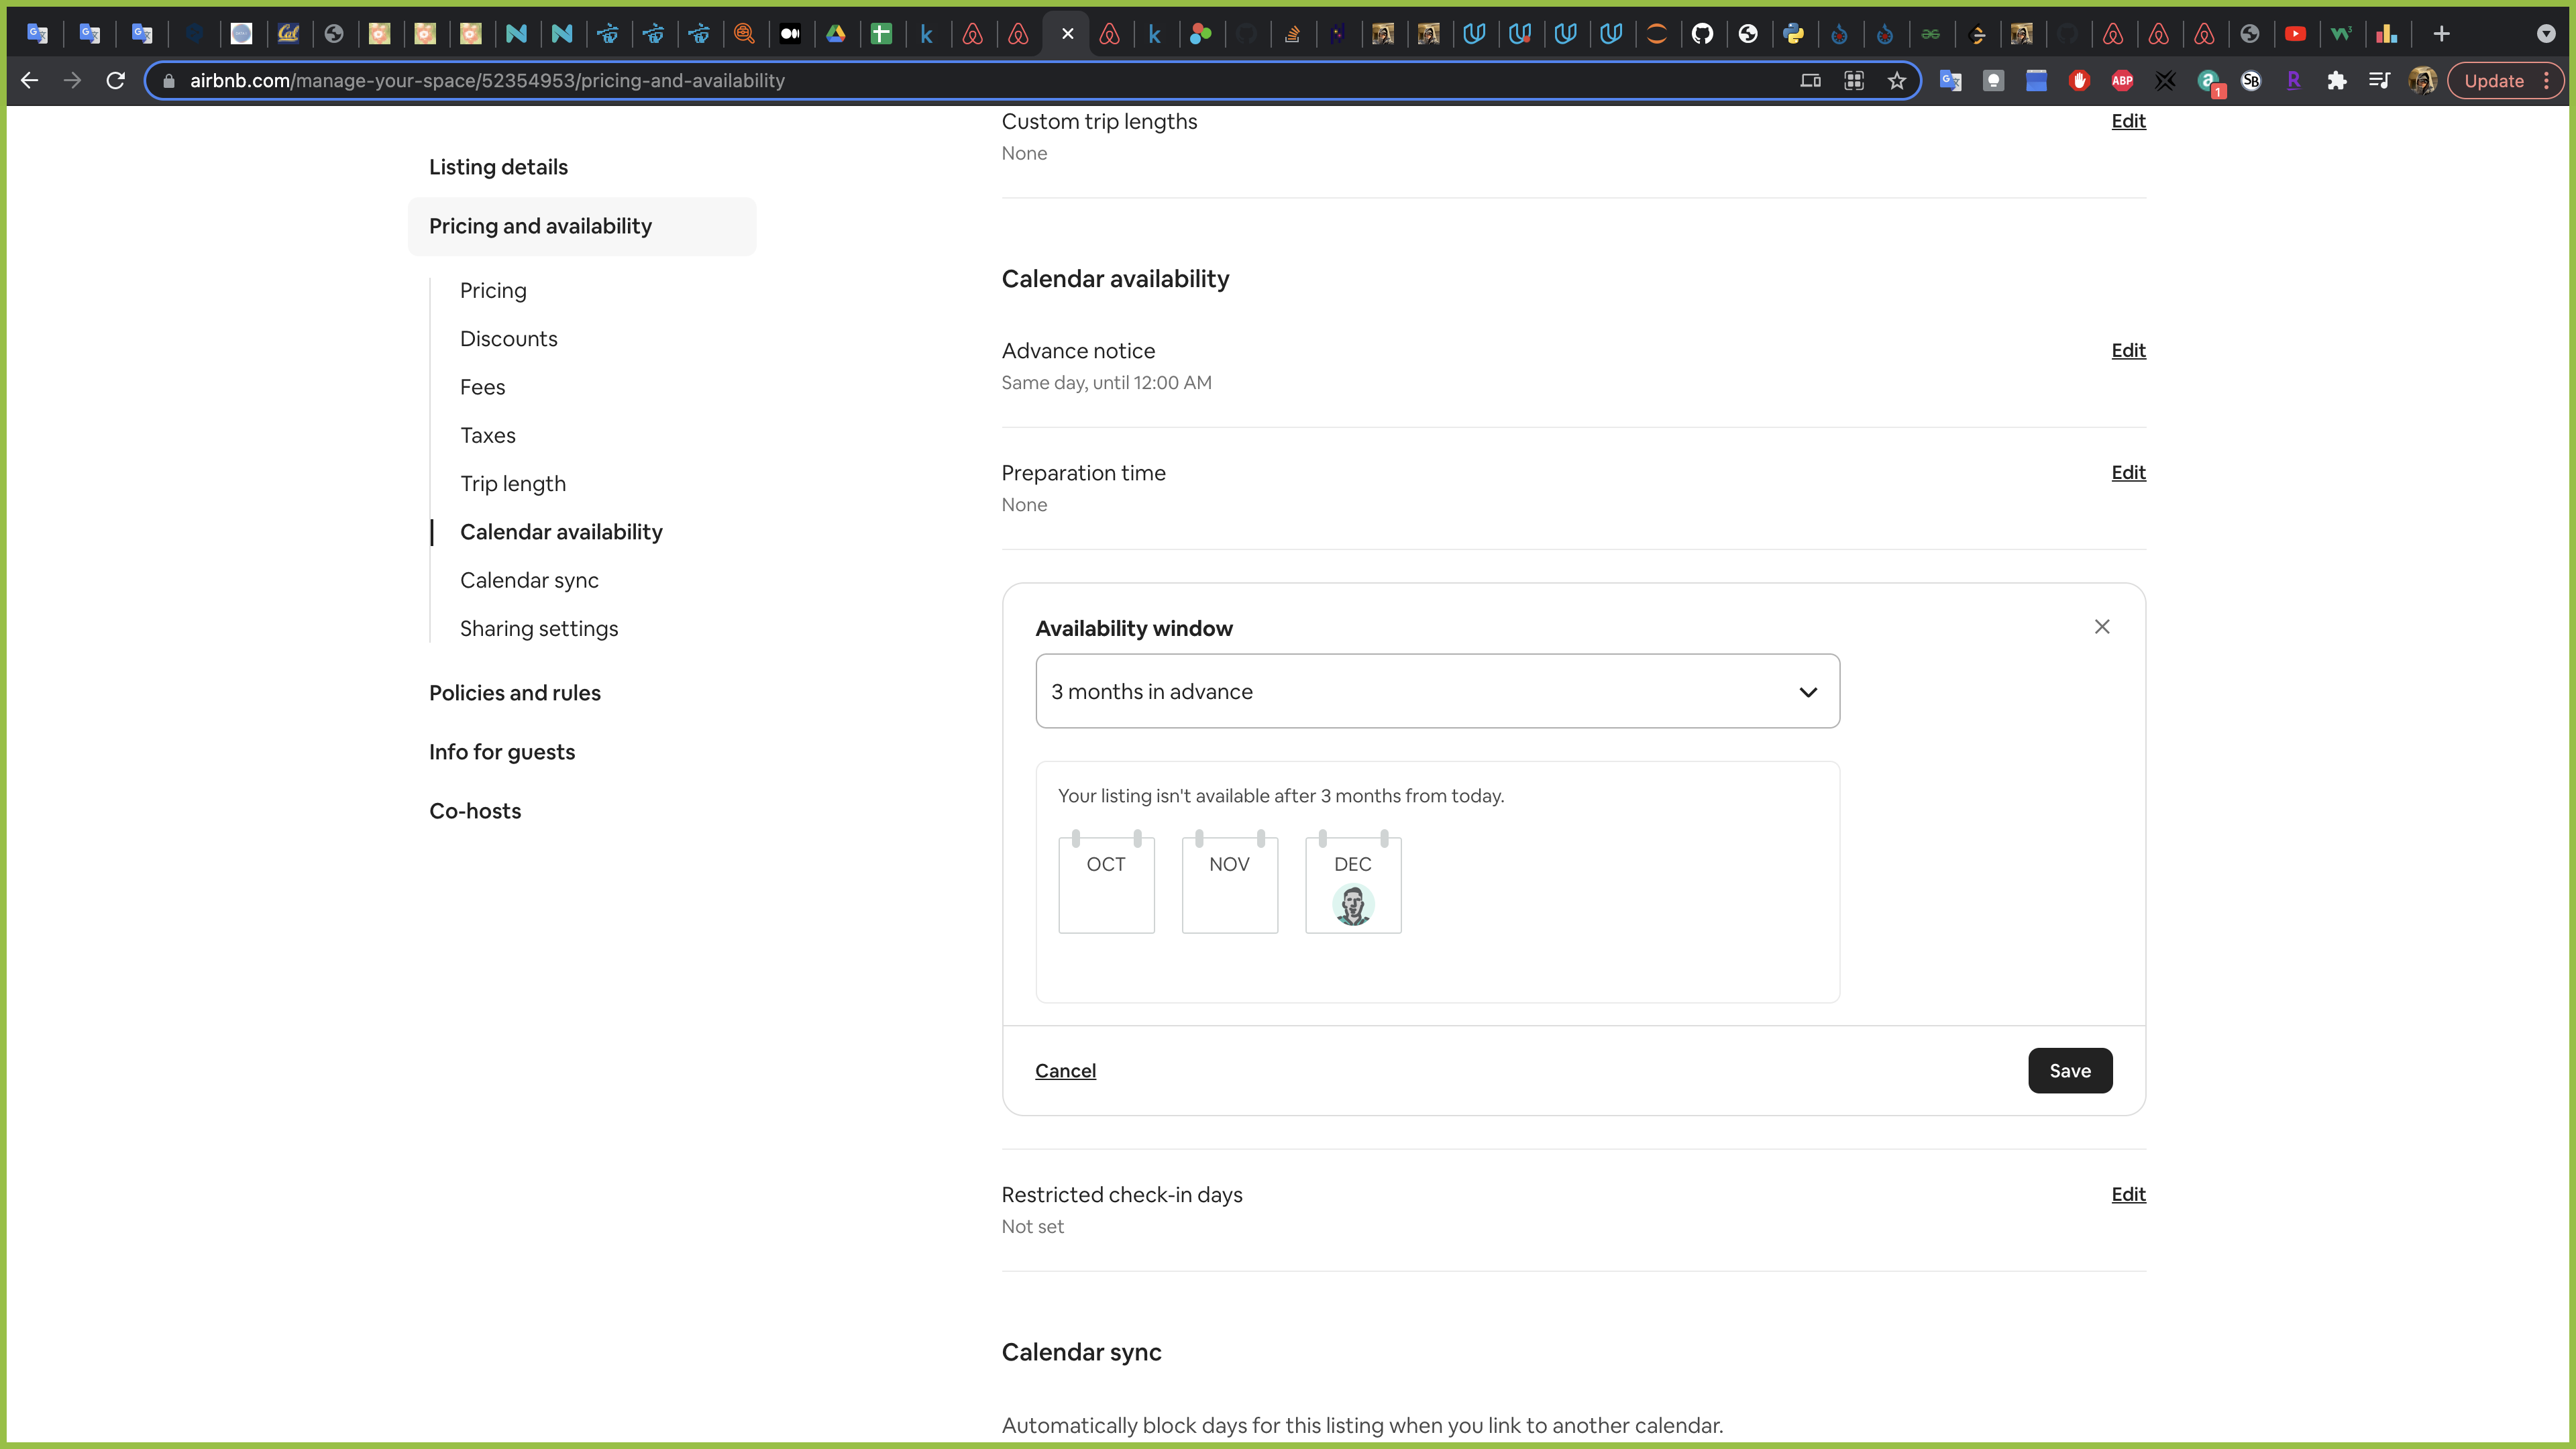 airbnb.com/manage-your-space/52354953/pricing-and-availability
ABP
1
SB
R
Update
Listing details
Pricing and availability
Pricing
Discounts
Fees
Taxes
Trip length
Calendar availability
Calendar sync
Sharing settings
Policies and rules
Info for guests
Co-hosts
Custom trip lengths
Edit
None
Calendar availability
Advance notice
Edit
Same day, until 12:00 AM
Preparation time
Edit
None
Availability window
3 months in advance
Your listing isn't available after 3 months from today.
OCT
NOV
DEC
Cancel
Save
Restricted check-in days
Edit
Not set
Calendar sync
Automatically block days for this listing when you link to another calendar.